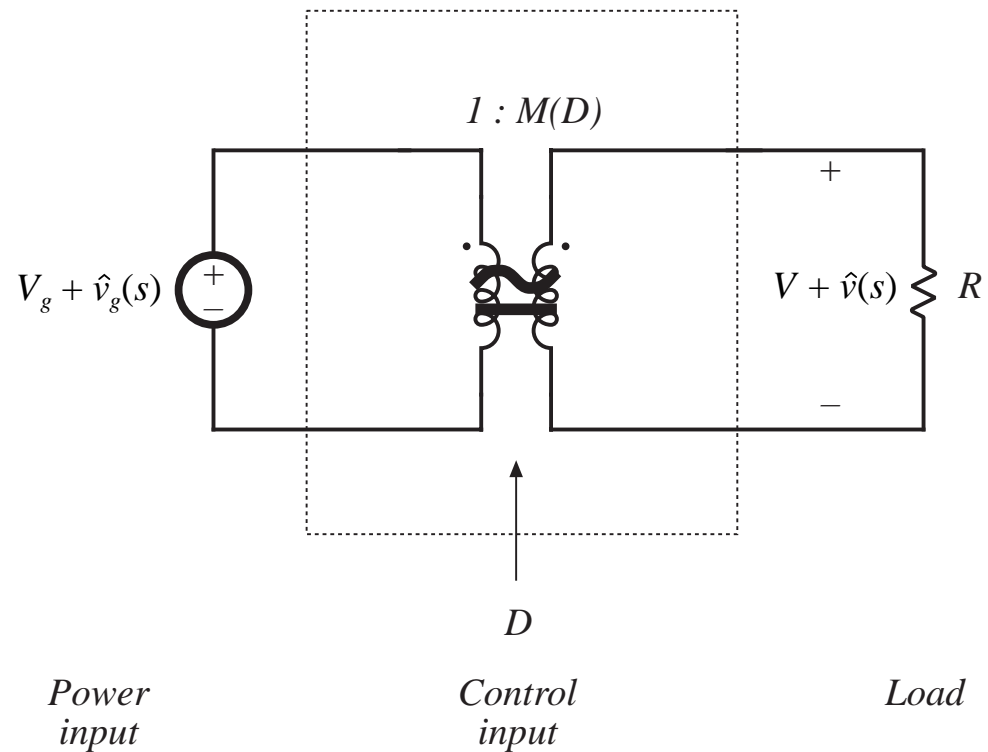 1 : M(D)
+
V_g + v̂_g(s)
+
–
V + v̂(s)
R
–
D
Power
input
Control
input
Load